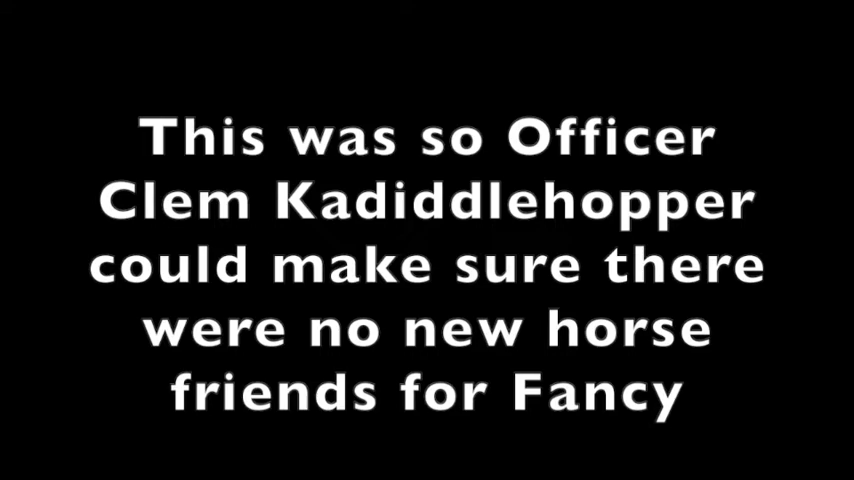 This was so Officer
Clem Kadiddlehopper
could make sure there
were no new horse
friends for Fancy